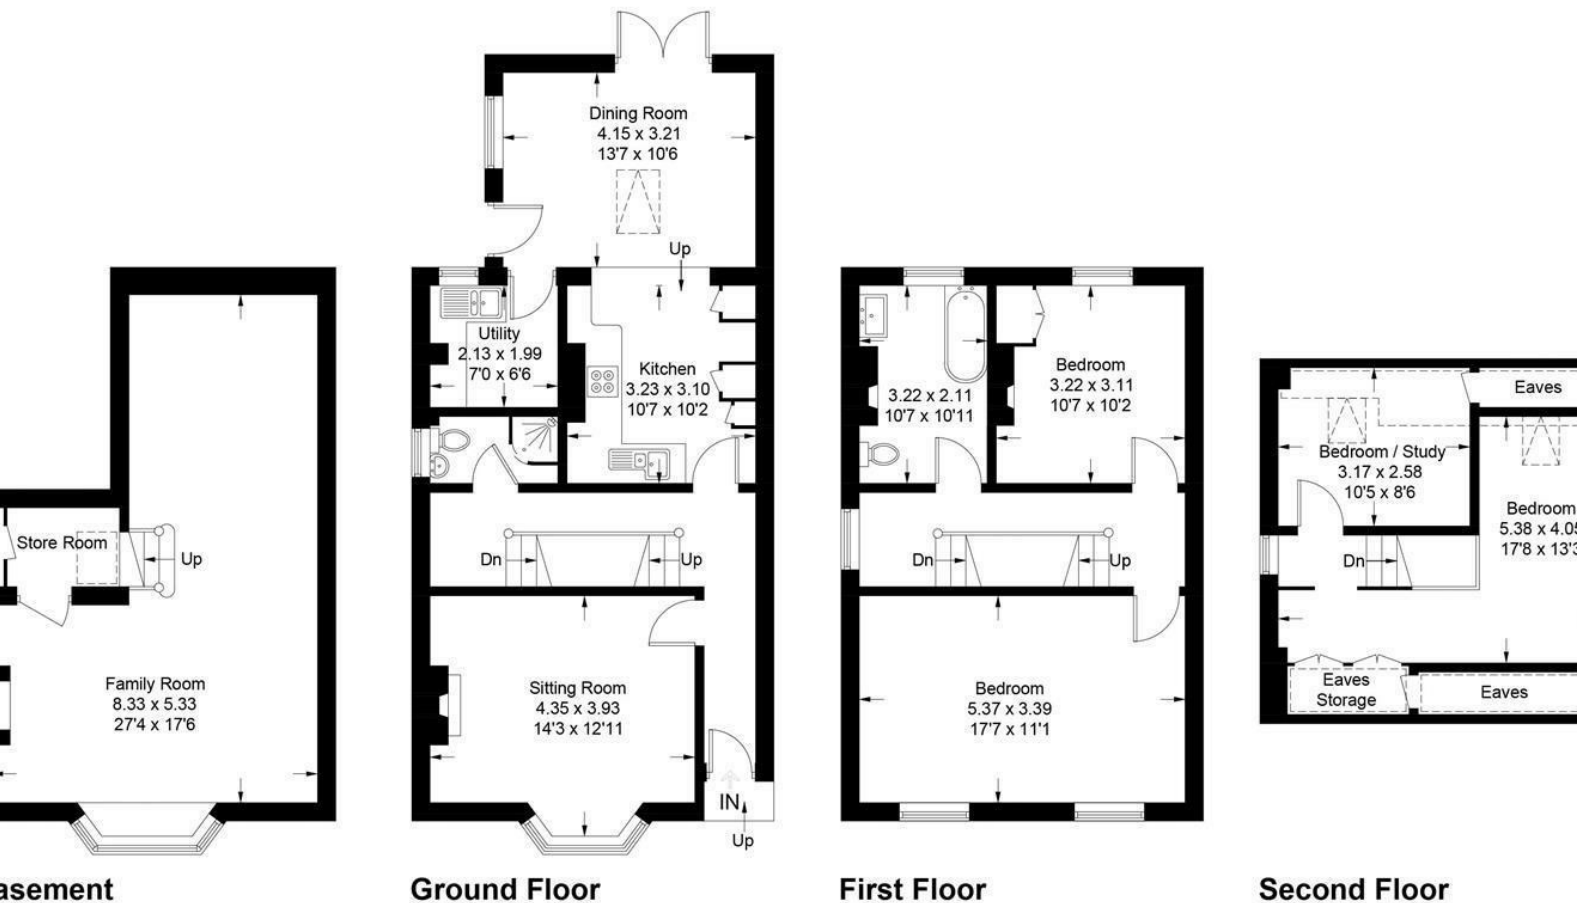 Store Room
Up
Family Room
8.33 x 5.33
27'4 x 17'6
asement
Dining Room
4.15 x 3.21
13'7 x 10'6
Up
Utility
2.13 x 1.99
7'0 x 6'6
Kitchen
3.23 x 3.10
10'7 x 10'2
Dn
Up
Sitting Room
4.35 x 3.93
14'3 x 12'11
IN
Up
Ground Floor
3.22 x 2.11
10'7 x 10'11
Bedroom
3.22 x 3.11
10'7 x 10'2
Dn
Up
Bedroom
5.37 x 3.39
17'7 x 11'1
First Floor
Eaves
Bedroom / Study
3.17 x 2.58
10'5 x 8'6
Bedroom
5.38 x 4.05
17'8 x 13'3
Dn
Eaves
Storage
Eaves
Second Floor